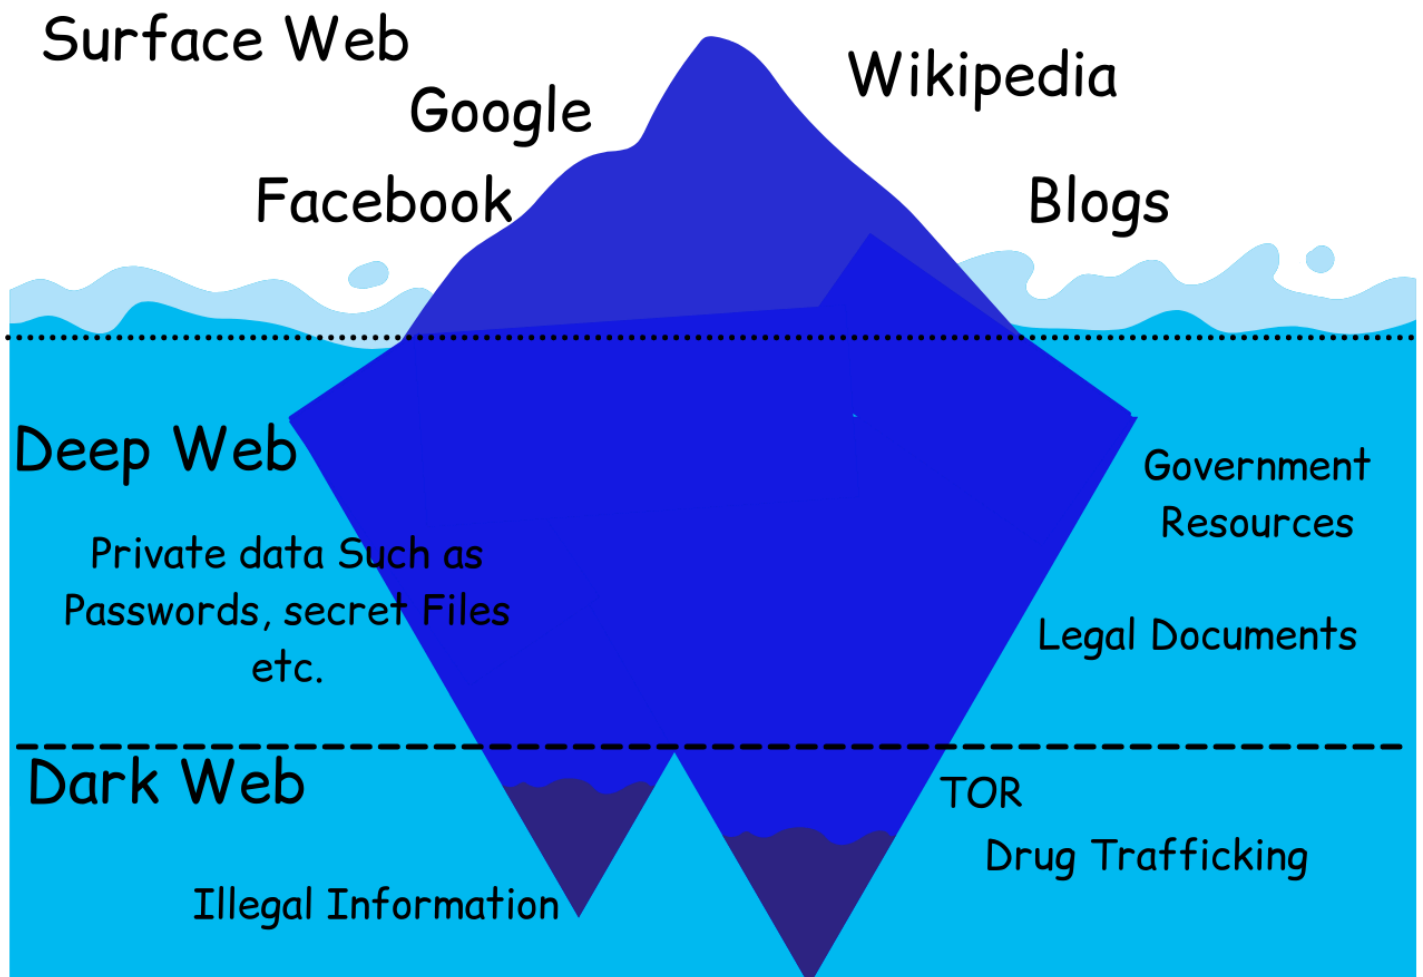 Surface Web
Google
Facebook
Wikipedia
Blogs
Deep Web
Private data Such as
Passwords, secret Files
etc.
Government
Resources
Legal Documents
Dark Web
Illegal Information
TOR
Drug Trafficking